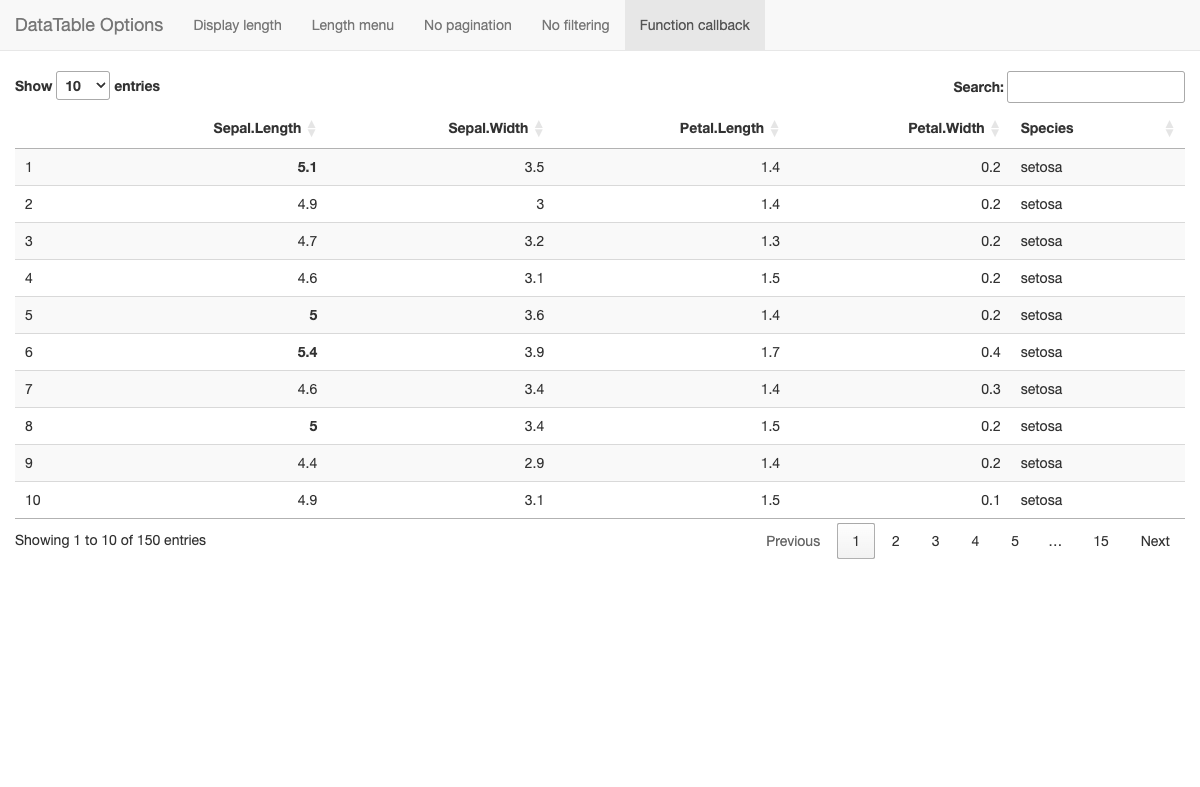 DataTable Options Display length Length menu No pagination No filtering Function callback
Show 10 entries Search:
Sepal.Length Sepal.Width Petal.Length Petal.Width Species
1 5.1 3.5 1.4 0.2 setosa
2 4.9 3 1.4 0.2 setosa
3 4.7 3.2 1.3 0.2 setosa
4 4.6 3.1 1.5 0.2 setosa
5 5 3.6 1.4 0.2 setosa
6 5.4 3.9 1.7 0.4 setosa
7 4.6 3.4 1.4 0.3 setosa
8 5 3.4 1.5 0.2 setosa
9 4.4 2.9 1.4 0.2 setosa
10 4.9 3.1 1.5 0.1 setosa
Showing 1 to 10 of 150 entries Previous 1 2 3 4 5 … 15 Next